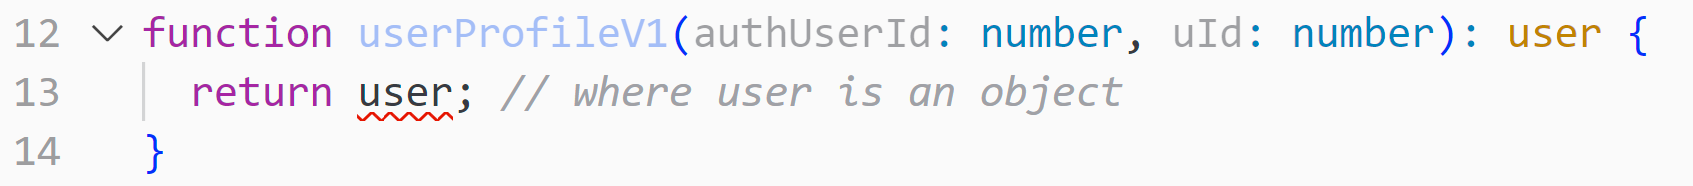 12 function userProfileV1(authUserId: number, uId: number): user {
13 return user; // where user is an object
14 }